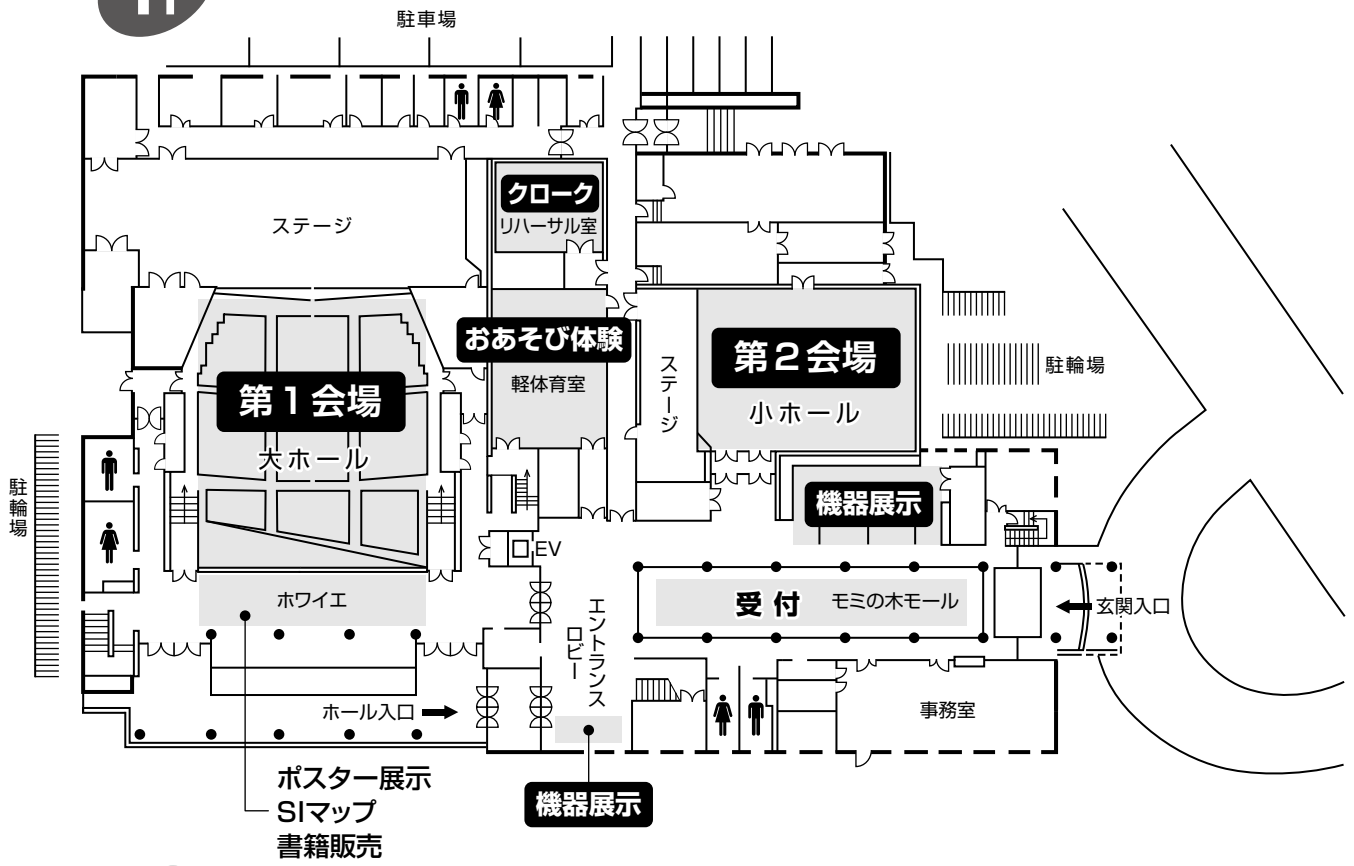 駐車場
クローク
リハーサル室
ステージ
おあそび体験
軽体育室
第1会場
大ホール
ステージ
第2会場
小ホール
駐輪場
駐輪場
機器展示
EV
ホワイエ
エントランス
ロビー
受付 モミの木モール
玄関入口
ホール入口
事務室
ポスター展示
SIマップ
書籍販売
機器展示